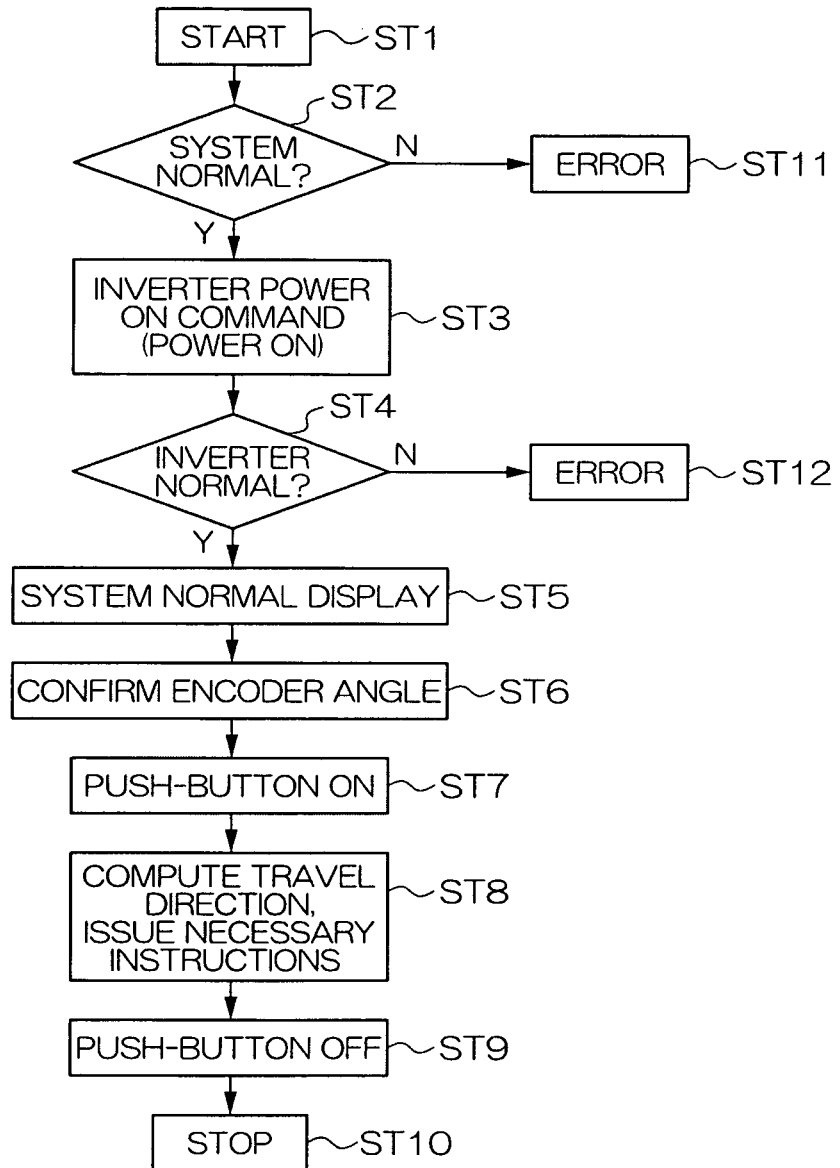 START
ST1
ST2
SYSTEM
NORMAL?
N
ERROR
ST11
Y
INVERTER POWER
ON COMMAND
(POWER ON)
ST3
ST4
INVERTER
NORMAL?
N
ERROR
ST12
Y
SYSTEM NORMAL DISPLAY
ST5
CONFIRM ENCODER ANGLE
ST6
PUSH-BUTTON ON
ST7
COMPUTE TRAVEL
DIRECTION,
ISSUE NECESSARY
INSTRUCTIONS
ST8
PUSH-BUTTON OFF
ST9
STOP
ST10